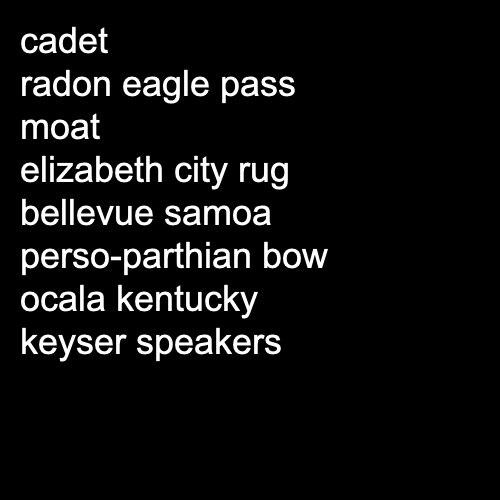 cadet
radon eagle pass
moat
elizabeth city rug
bellevue samoa
perso-parthian bow
ocala kentucky
keyser speakers